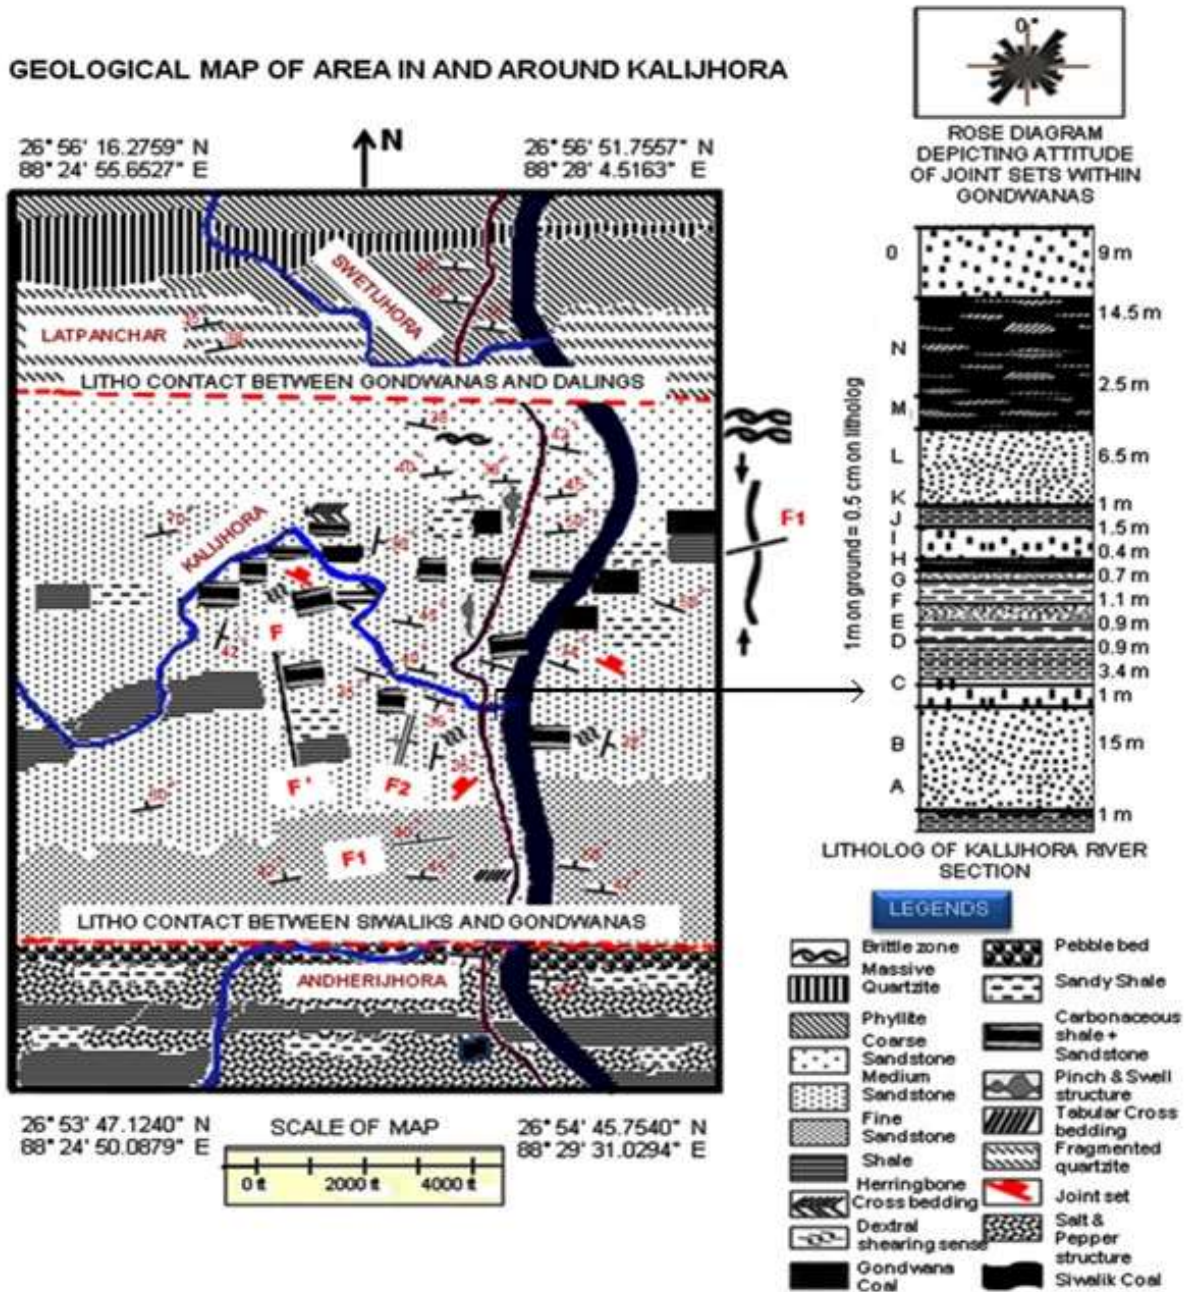 GEOLOGICAL MAP OF AREA IN AND AROUND KALIJHORA
0°
ROSE DIAGRAM
DEPICTING ATTITUDE
OF JOINT SETS WITHIN
GONDWANAS
26° 56' 16.2759" N
88° 24' 55.6527" E
N
26° 56' 51.7557" N
88° 28' 4.5163" E
SWETIJHORA
LATPANCHAR
LITHO CONTACT BETWEEN GONDWANAS AND DALINGS
KALIJHORA
F
F'
F2
F1
F1
LITHO CONTACT BETWEEN SIWALIKS AND GONDWANAS
ANDHERIJHORA
26° 53' 47.1240" N
88° 24' 50.0879" E
SCALE OF MAP
0 ft 2000 ft 4000 ft
26° 54' 45.7540" N
88° 29' 31.0294" E
1m on ground = 0.5 cm on litholog
0 9 m
14.5 m
N
2.5 m
M
L 6.5 m
K 1 m
J 1.5 m
I
H 0.4 m
G 0.7 m
F 1.1 m
E 0.9 m
D 0.9 m
3.4 m
C 1 m
B 15 m
A
1 m
LITHOLOG OF KALIJHORA RIVER
SECTION
LEGENDS
Brittle zone
Massive
Quartzite
Phyllite
Coarse
Sandstone
Medium
Sandstone
Fine
Sandstone
Shale
Herringbone
Cross bedding
Dextral
shearing sense
Gondwana
Coal
Pebble bed
Sandy Shale
Carbonaceous
shale +
Sandstone
Pinch & Swell
structure
Tabular Cross
bedding
Fragmented
quartzite
Joint set
Salt &
Pepper
structure
Siwalik Coal